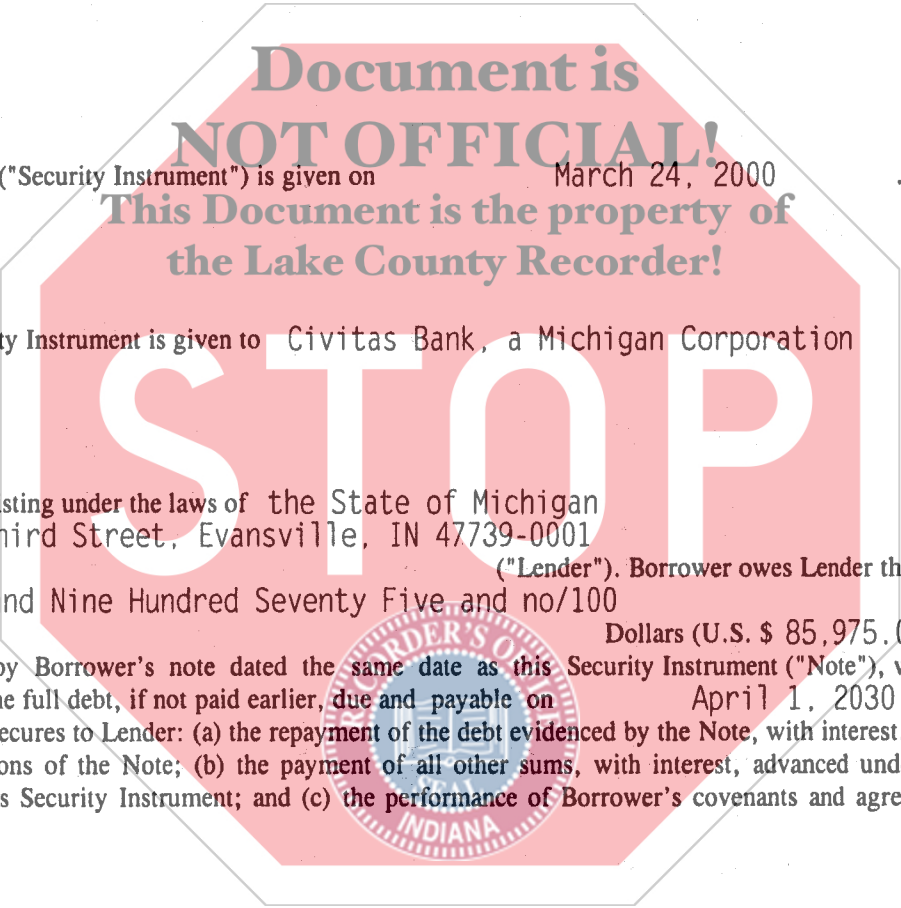 Document is
NOT OFFICIAL!
("Security Instrument") is given on March 24, 2000
This Document is the property of
the Lake County Recorder!
ty Instrument is given to Civitas Bank, a Michigan Corporation
STOP
isting under the laws of the State of Michigan
hird Street, Evansville, IN 47739-0001
("Lender"). Borrower owes Lender th
nd Nine Hundred Seventy Five and no/100
Dollars (U.S. $ 85,975.0
by Borrower's note dated the same date as this Security Instrument ("Note"), w
he full debt, if not paid earlier, due and payable on April 1, 2030
ecures to Lender: (a) the repayment of the debt evidenced by the Note, with interest
ons of the Note; (b) the payment of all other sums, with interest, advanced und
s Security Instrument; and (c) the performance of Borrower's covenants and agre
RECORDER'S OFFICE
SEAL
INDIANA